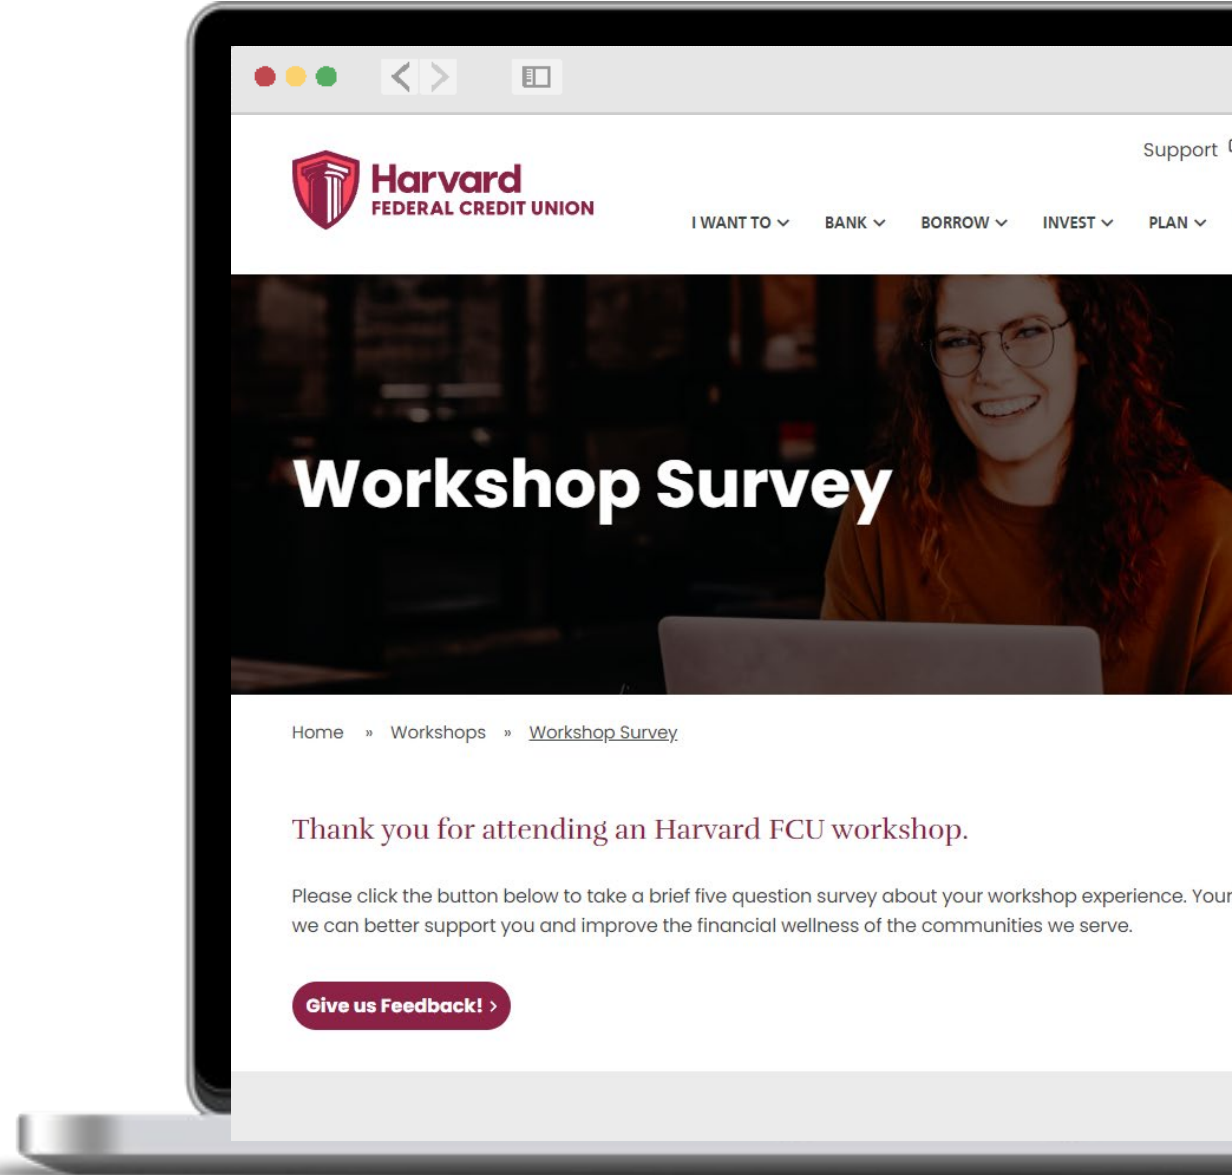 Support
Harvard
FEDERAL CREDIT UNION
I WANT TO BANK BORROW INVEST PLAN
Workshop Survey
Home » Workshops » Workshop Survey
Thank you for attending an Harvard FCU workshop.
Please click the button below to take a brief five question survey about your workshop experience. Your
we can better support you and improve the financial wellness of the communities we serve.
Give us Feedback! >